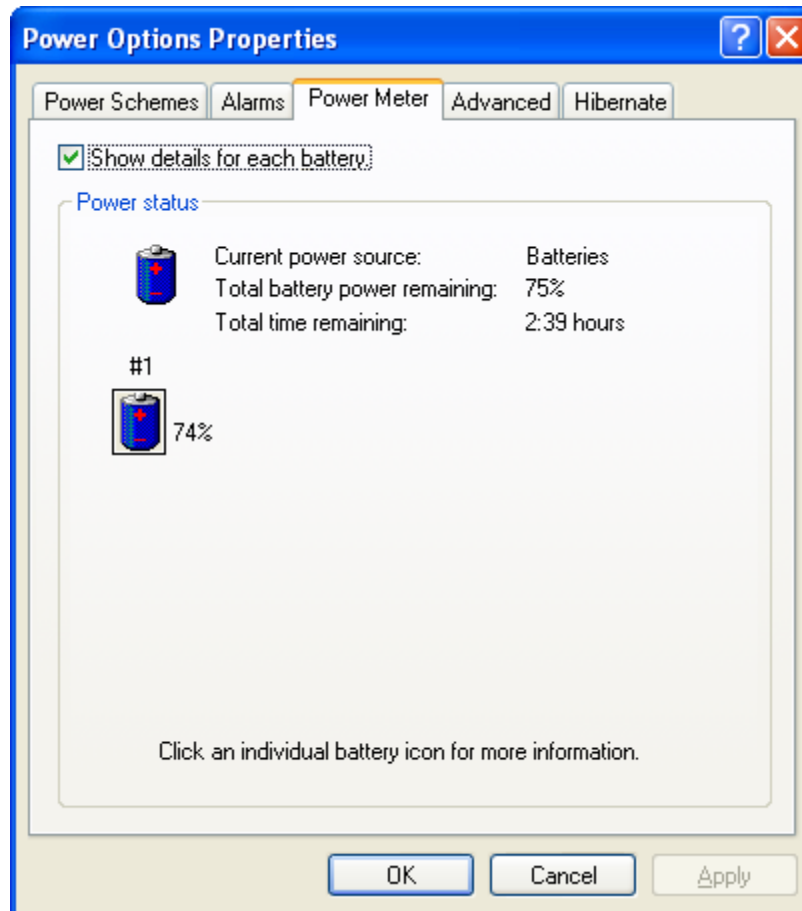 Power Options Properties
Power Schemes Alarms Power Meter Advanced Hibernate
Show details for each battery.
Power status
Current power source: Batteries
Total battery power remaining: 75%
Total time remaining: 2:39 hours
#1
74%
Click an individual battery icon for more information.
OK Cancel Apply